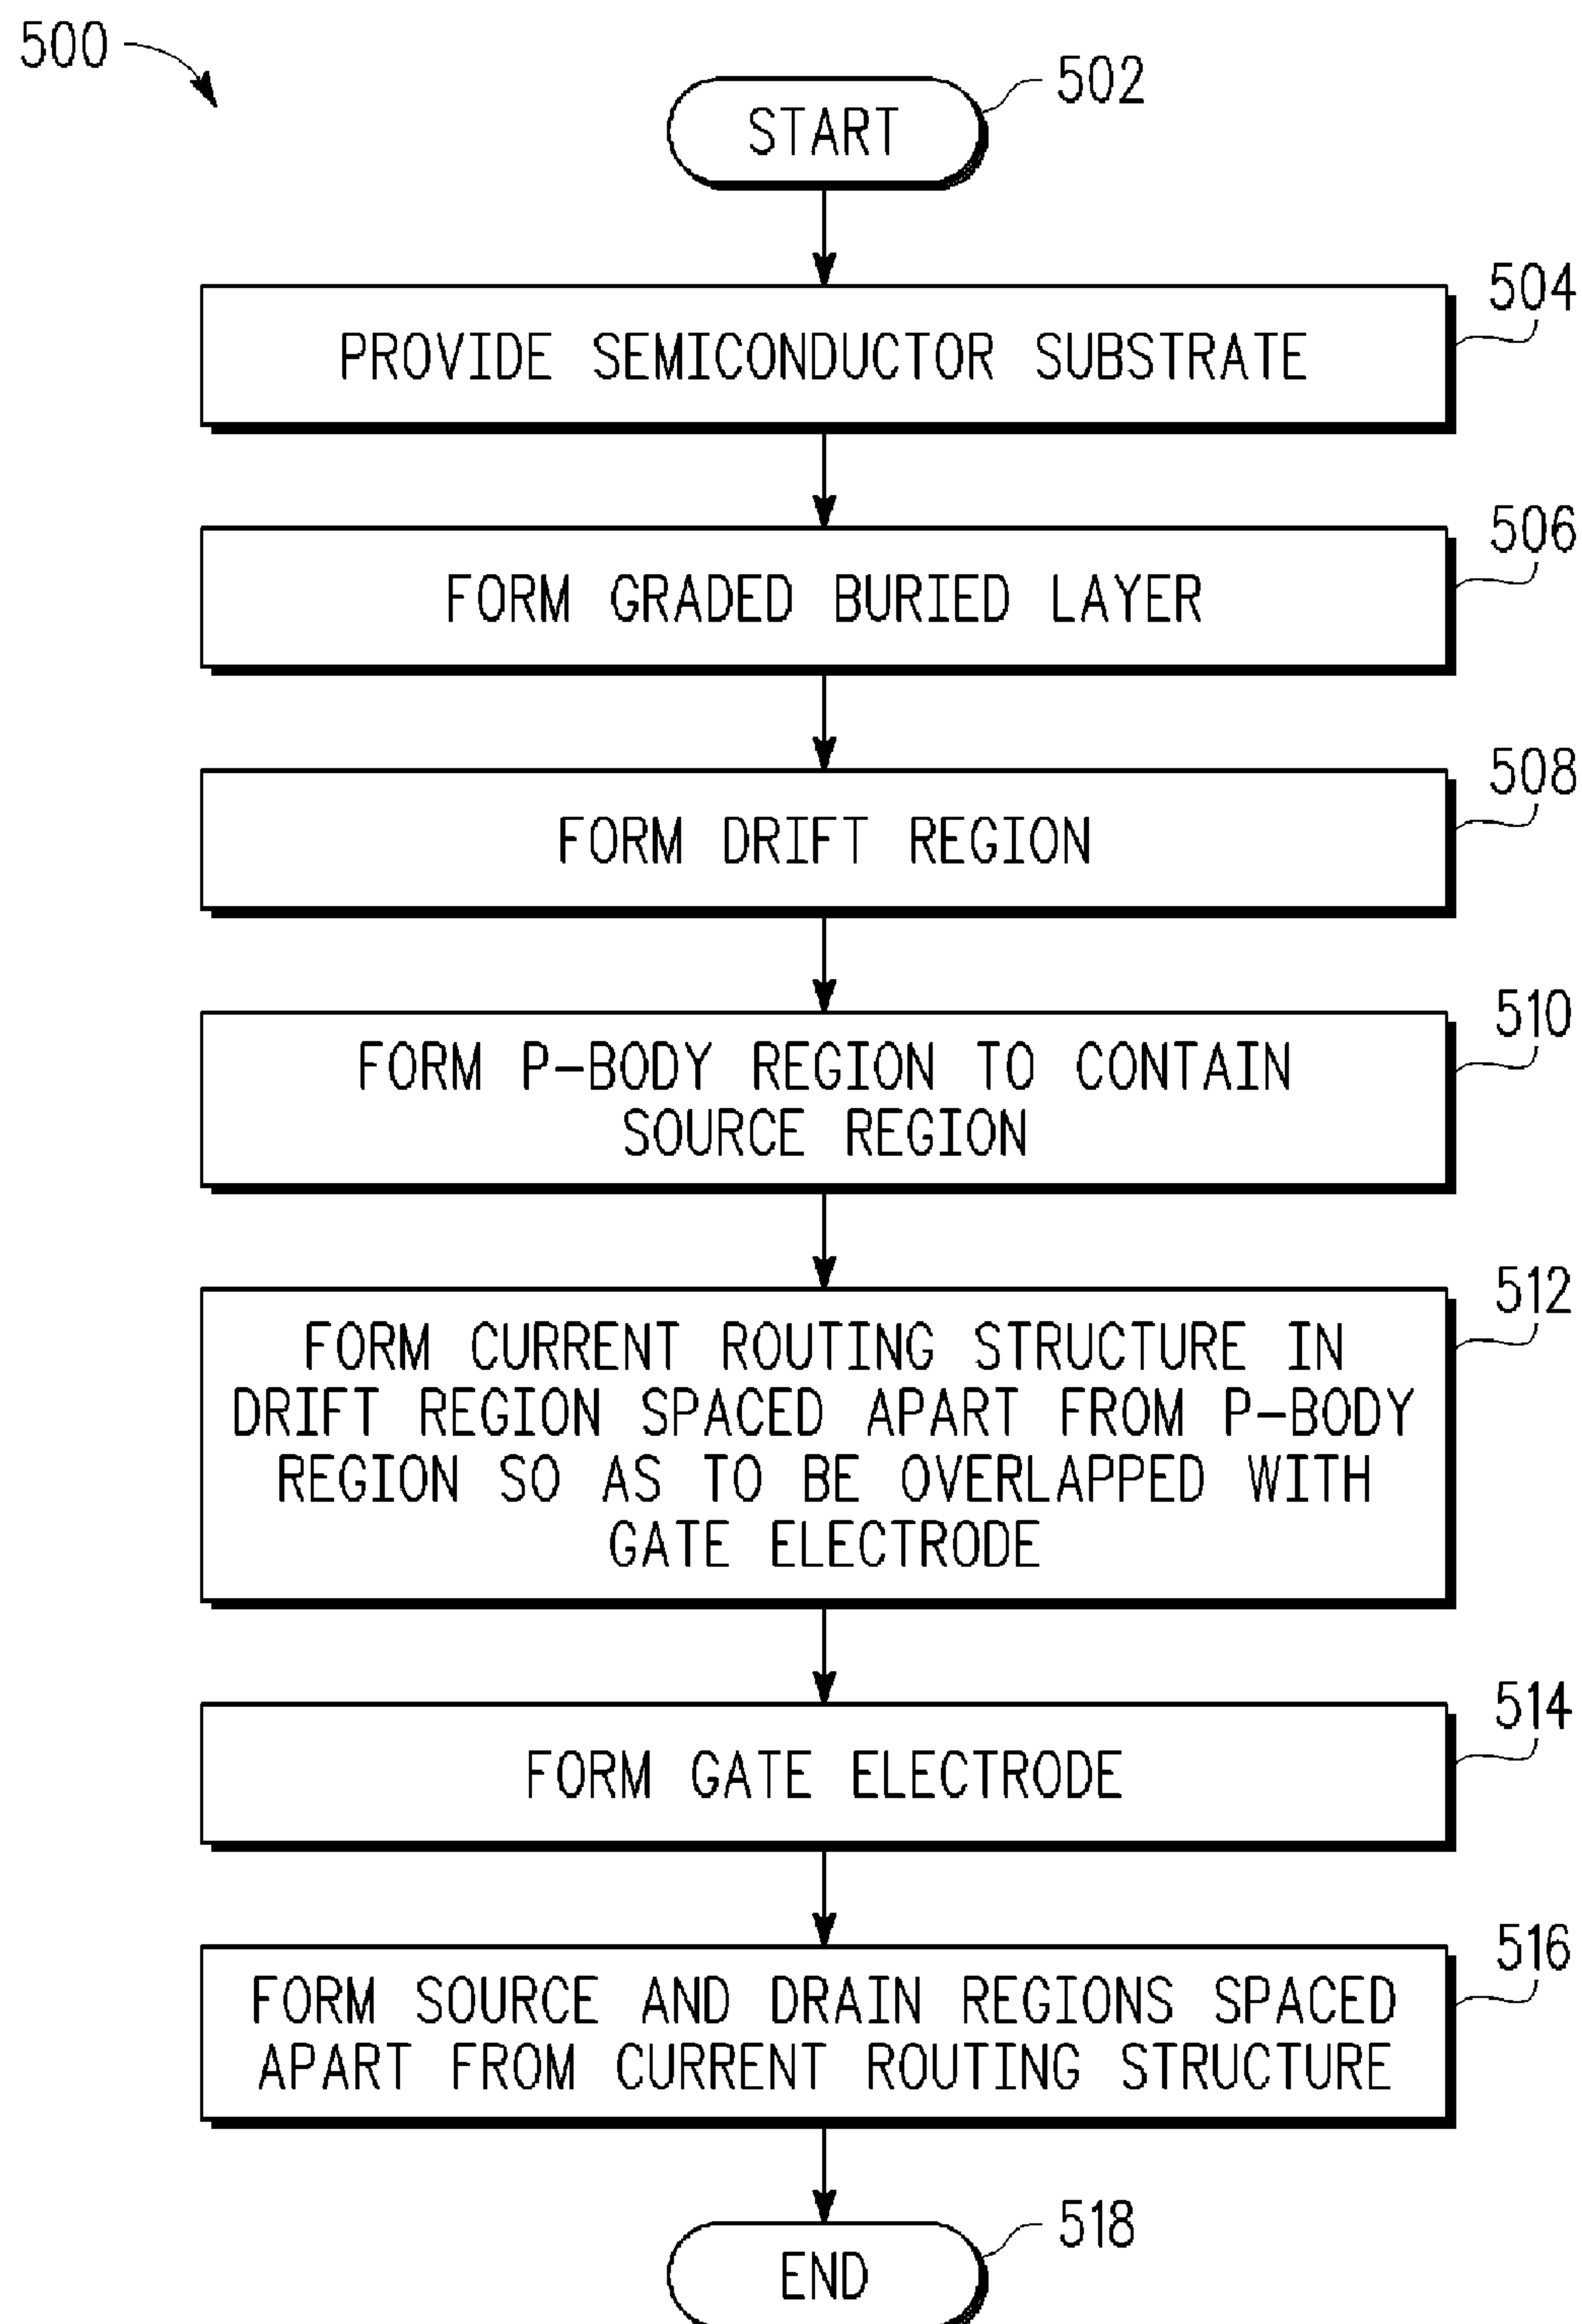 500
START
502
PROVIDE SEMICONDUCTOR SUBSTRATE
504
FORM GRADED BURIED LAYER
506
FORM DRIFT REGION
508
FORM P-BODY REGION TO CONTAIN
SOURCE REGION
510
FORM CURRENT ROUTING STRUCTURE IN
DRIFT REGION SPACED APART FROM P-BODY
REGION SO AS TO BE OVERLAPPED WITH
GATE ELECTRODE
512
FORM GATE ELECTRODE
514
FORM SOURCE AND DRAIN REGIONS SPACED
APART FROM CURRENT ROUTING STRUCTURE
516
END
518